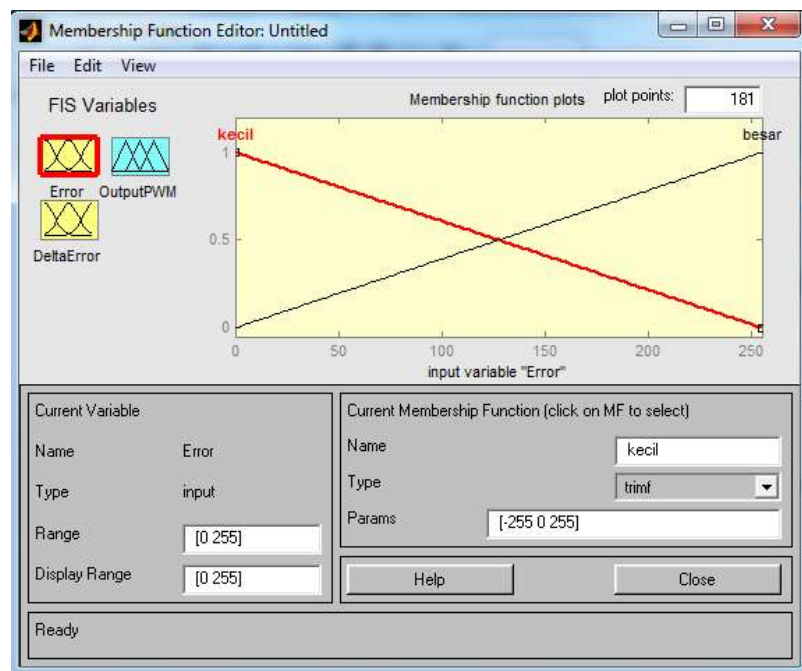 Membership Function Editor: Untitled
File Edit View
FIS Variables
Membership function plots plot points: 181
Error OutputPWM
DeltaError
kecil besar
1
0.5
0
0 50 100 150 200 250
input variable "Error"
Current Variable
Name Error
Type input
Range [0 255]
Display Range [0 255]
Current Membership Function (click on MF to select)
Name kecil
Type trimf
Params [-255 0 255]
Help Close
Ready